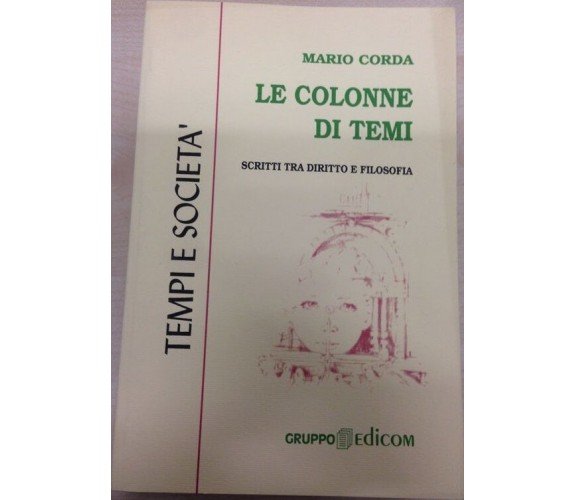 MARIO CORDA
LE COLONNE
DI TEMI
SCRITTI TRA DIRITTO E FILOSOFIA
TEMPI E SOCIETA'
GRUPPO EdICOM